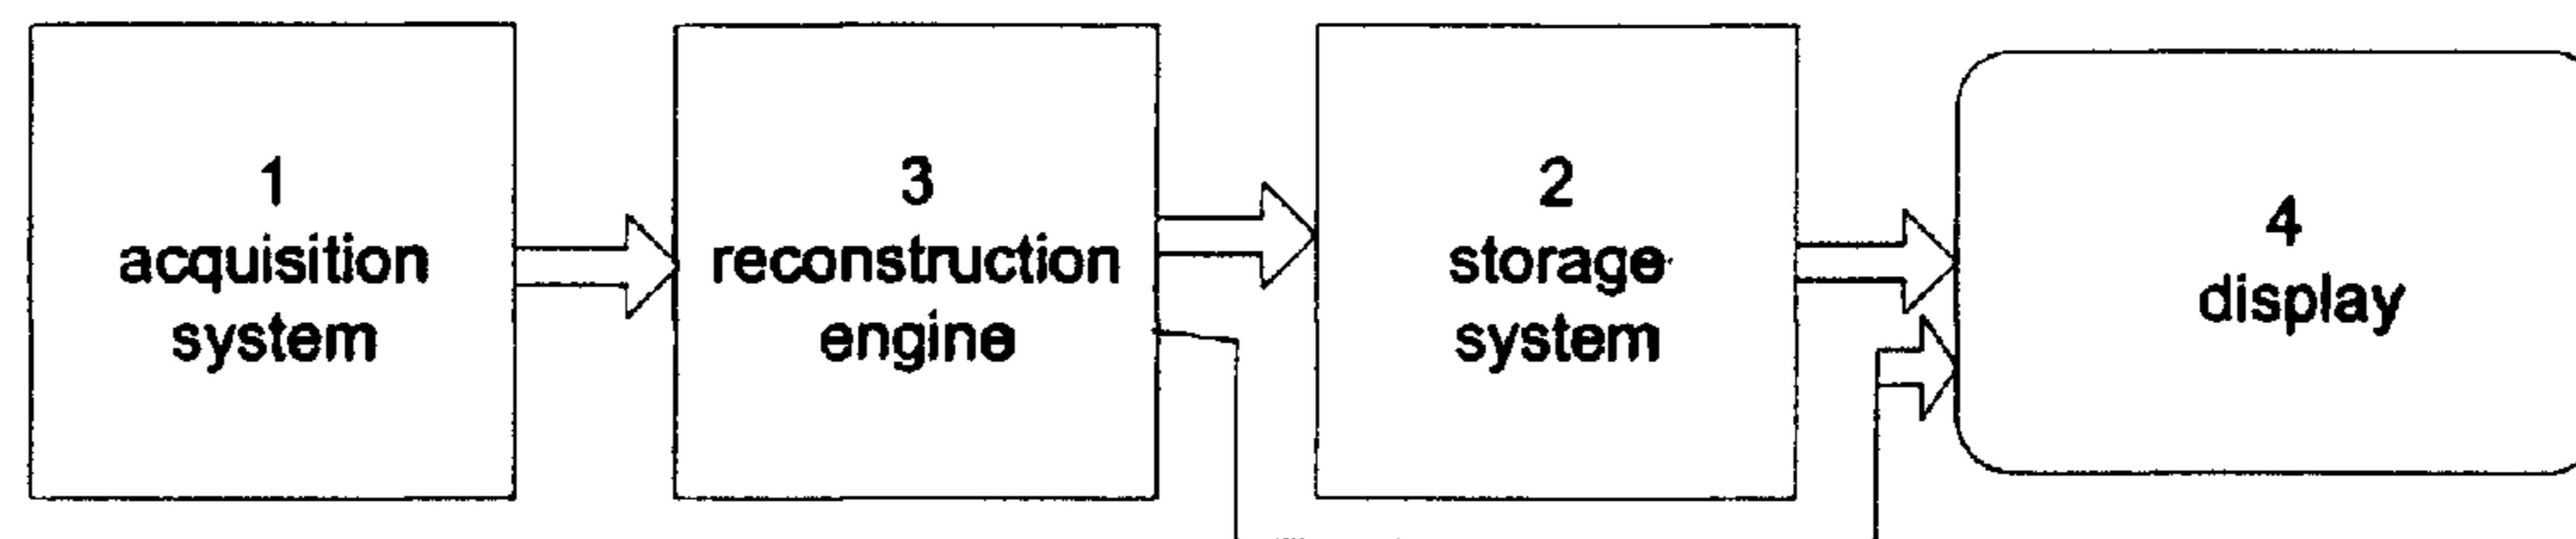 1
acquisition
system
3
reconstruction
engine
2
storage
system
4
display